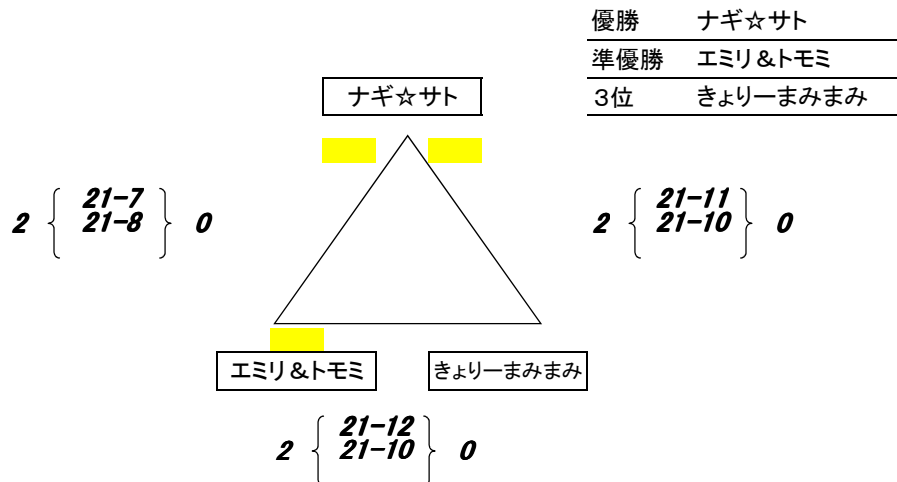 優勝 ナギ☆サト
準優勝 エミリ&トモミ
3位 きょりーまみまみ
ナギ☆サト
21-7
2 21-8 0
21-11
2 21-10 0
エミリ&トモミ きょりーまみまみ
21-12
2 21-10 0